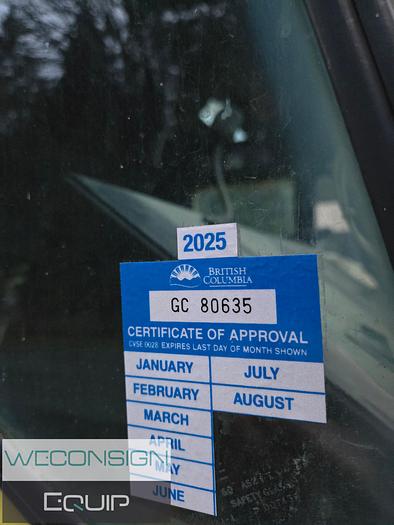 2025
BRITISH
COLUMBIA
GC 80635
CERTIFICATE OF APPROVAL
CVSE 0028 EXPIRES LAST DAY OF MONTH SHOWN
JANUARY
FEBRUARY
MARCH
APRIL
MAY
JUNE
JULY
AUGUST
WECONSIGN
EQUIP